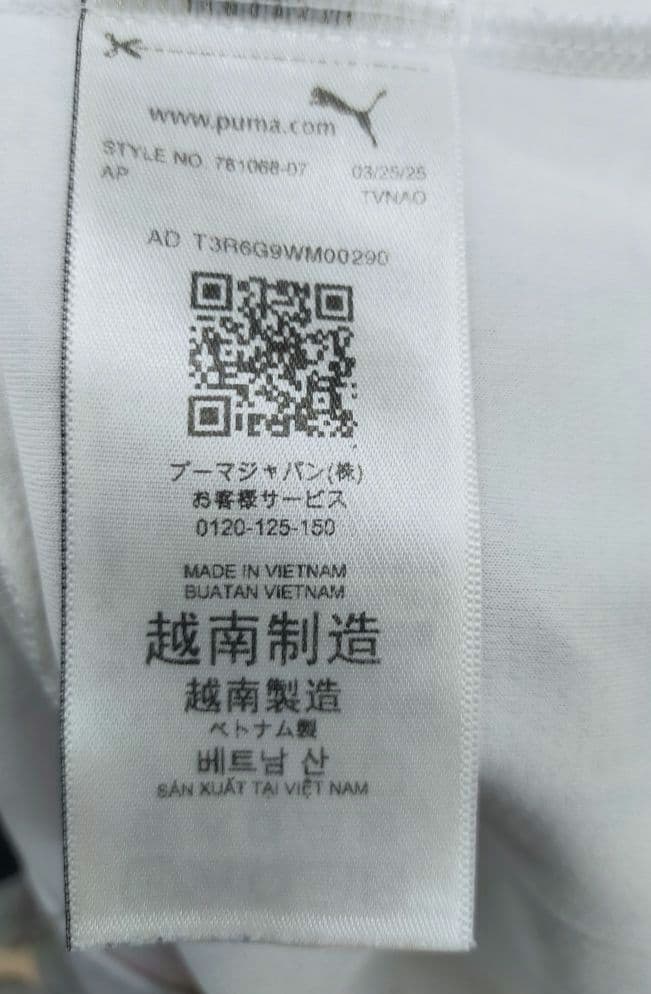 www.puma.com
STYLE NO. 781068-07 03/25/25
AP TVNAO
AD T3R6G9WM00290
プーマジャパン(株)
お客様サービス
0120-125-150
MADE IN VIETNAM
BUATAN VIETNAM
越南制造
越南製造
ベトナム製
베트남 산
SẢN XUẤT TẠI VIỆT NAM